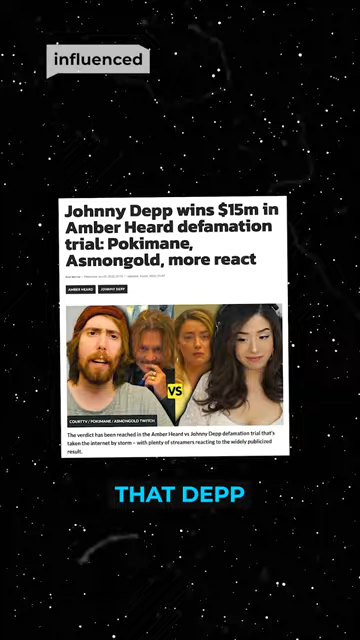 influenced
Johnny Depp wins $15m in
Amber Heard defamation
trial: Pokimane,
Asmongold, more react
AMBER HEARD JOHNNY DEPP
VS
COURTTV / POKIMANE / ASMONGOLD TWITCH
The verdict has been reached in the Amber Heard vs Johnny Depp defamation trial that's
taken the internet by storm – with plenty of streamers reacting to the widely publicized
result.
THAT DEPP